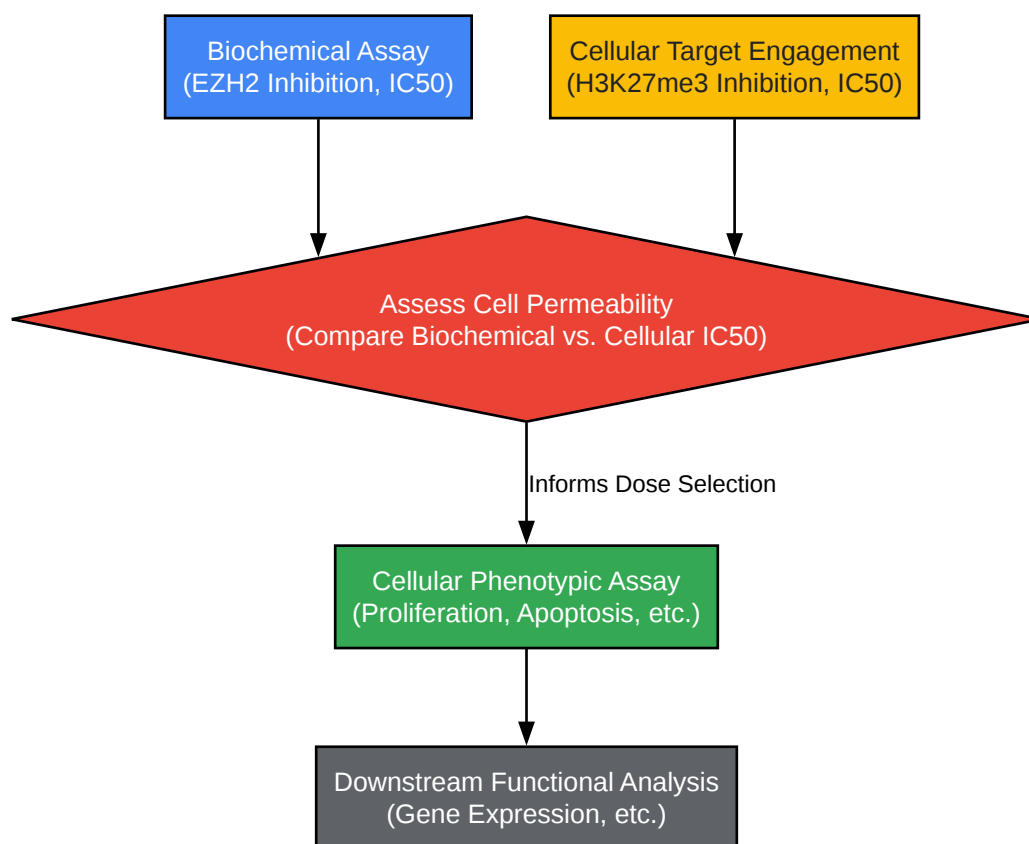 Biochemical Assay
(EZH2 Inhibition, IC50)
Cellular Target Engagement
(H3K27me3 Inhibition, IC50)
Assess Cell Permeability
(Compare Biochemical vs. Cellular IC50)
Informs Dose Selection
Cellular Phenotypic Assay
(Proliferation, Apoptosis, etc.)
Downstream Functional Analysis
(Gene Expression, etc.)